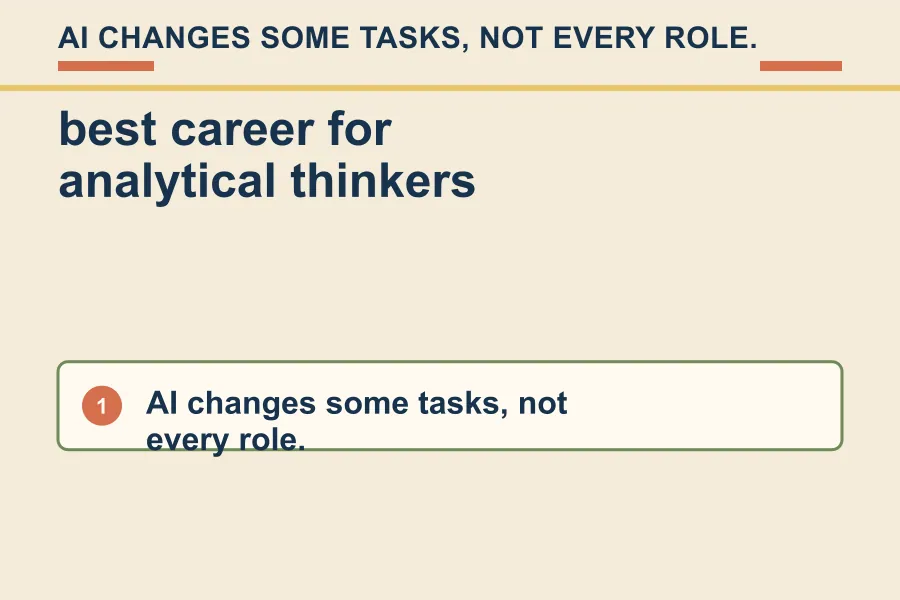 AI CHANGES SOME TASKS, NOT EVERY ROLE.
best career for
analytical thinkers
1
AI changes some tasks, not
every role.